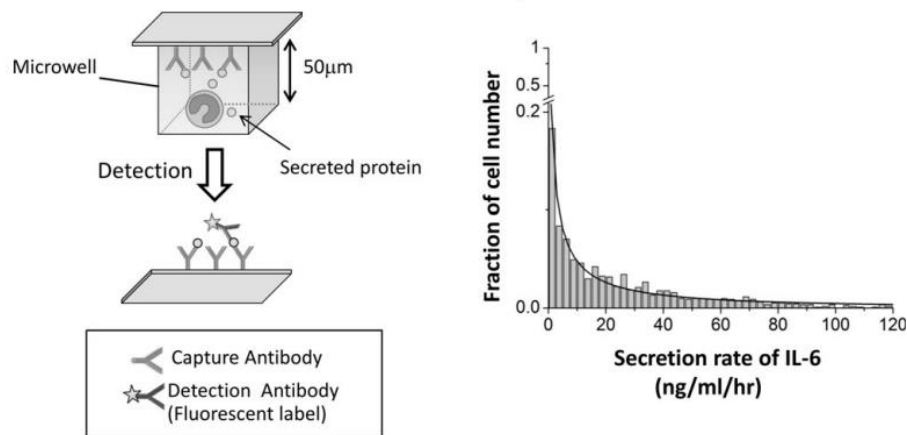 Microwell
50μm
Detection
Secreted protein
Capture Antibody
Detection Antibody
(Fluorescent label)
Fraction of cell number
1
0.5
0.2
0.0
0
20
40
60
80
100
120
Secretion rate of IL-6
(ng/ml/hr)